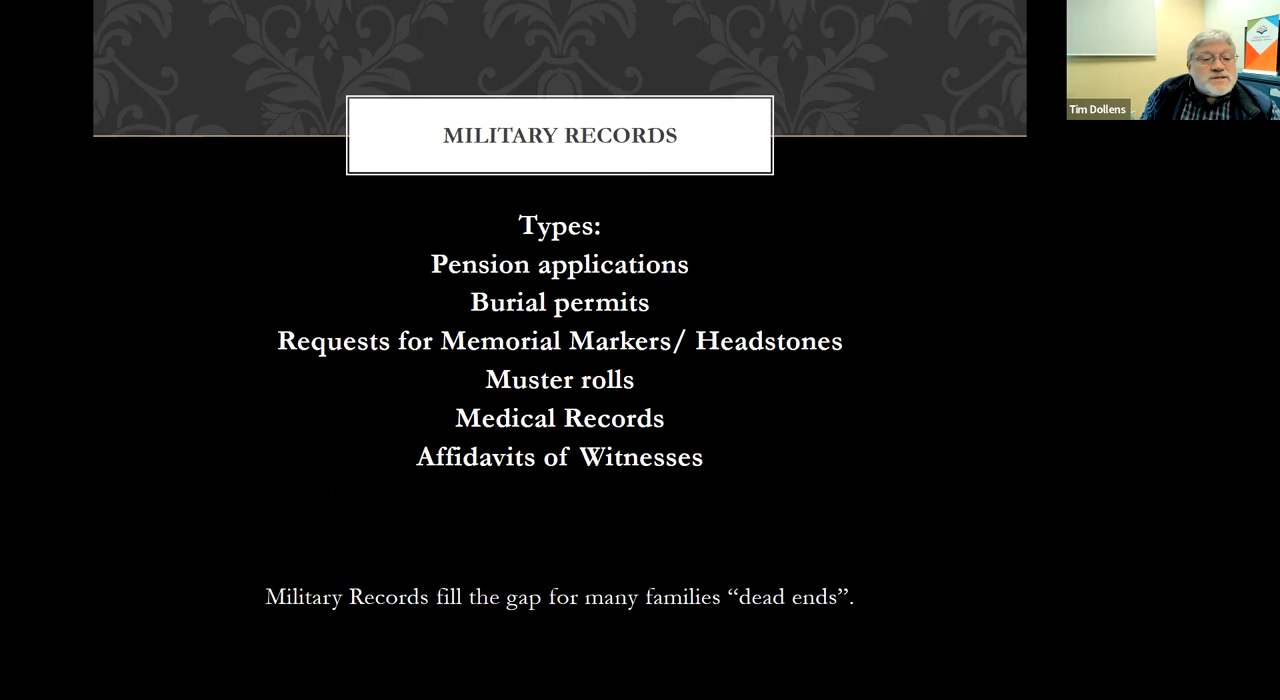 MILITARY RECORDS
Tim Dollens
Types:
Pension applications
Burial permits
Requests for Memorial Markers/ Headstones
Muster rolls
Medical Records
Affidavits of Witnesses
Military Records fill the gap for many families “dead ends”.